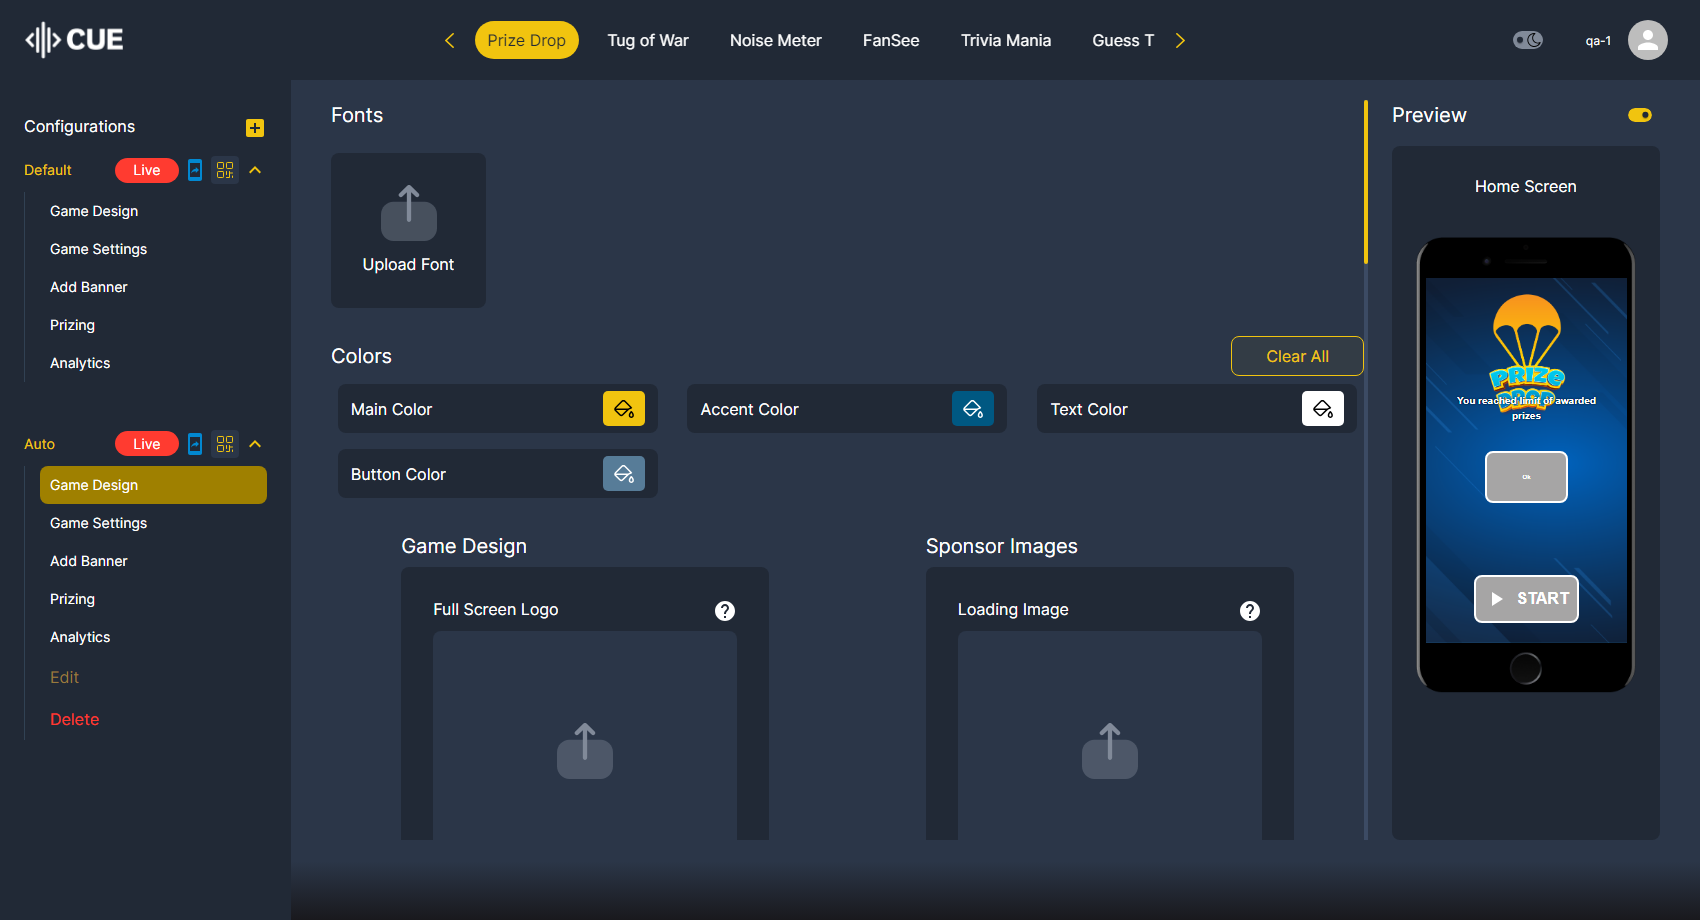 CUE
Prize Drop
Tug of War
Noise Meter
FanSee
Trivia Mania
Guess T
qa-1
Configurations
Default
Live
Game Design
Game Settings
Add Banner
Prizing
Analytics
Auto
Live
Game Design
Game Settings
Add Banner
Prizing
Analytics
Edit
Delete
Fonts
Upload Font
Colors
Clear All
Main Color
Accent Color
Text Color
Button Color
Game Design
Full Screen Logo
?
Sponsor Images
Loading Image
?
Preview
Home Screen
PRIZE
DROP
You reached limit of awarded
prizes
Ok
START